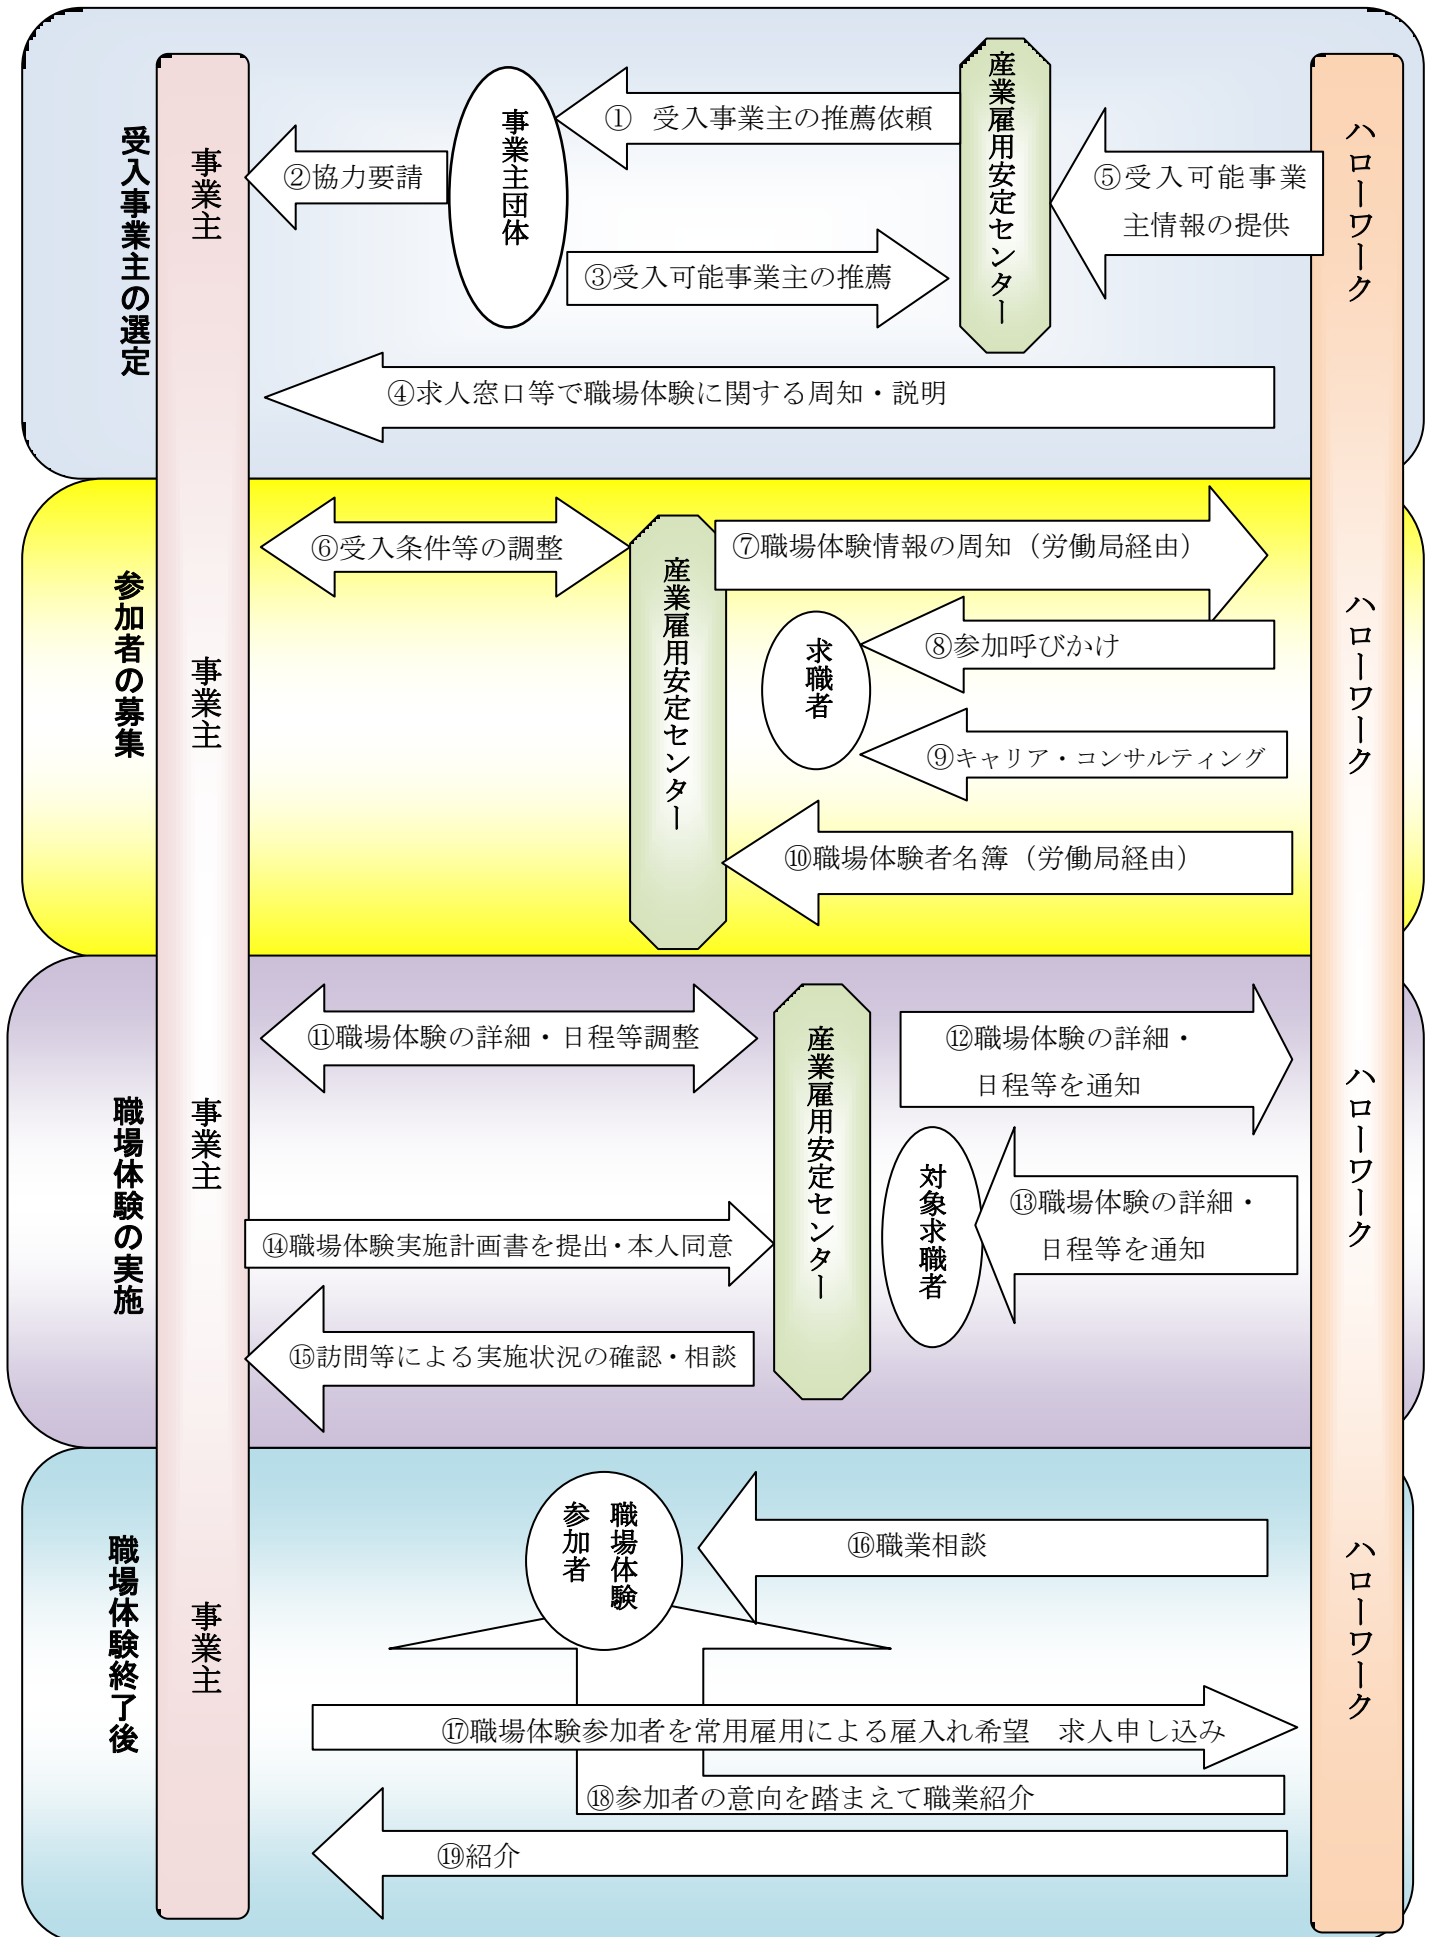 受入事業主の選定
事業主
事業主団体
産業雇用安定センター
ハローワーク
① 受入事業主の推薦依頼
②協力要請
③受入可能事業主の推薦
④求人窓口等で職場体験に関する周知・説明
⑤受入可能事業
主情報の提供
参加者の募集
事業主
産業雇用安定センター
求職者
ハローワーク
⑥受入条件等の調整
⑦職場体験情報の周知（労働局経由）
⑧参加呼びかけ
⑨キャリア・コンサルティング
⑩職場体験者名簿（労働局経由）
職場体験の実施
事業主
産業雇用安定センター
対象求職者
ハローワーク
⑪職場体験の詳細・日程等調整
⑫職場体験の詳細・
日程等を通知
⑬職場体験の詳細・
日程等を通知
⑭職場体験実施計画書を提出・本人同意
⑮訪問等による実施状況の確認・相談
職場体験終了後
事業主
職場体験
参加者
ハローワーク
⑯職業相談
⑰職場体験参加者を常用雇用による雇入れ希望　求人申し込み
⑱参加者の意向を踏まえて職業紹介
⑲紹介